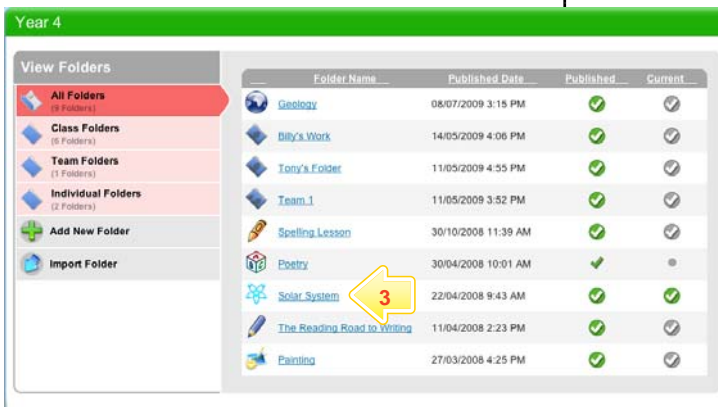 Year 4
View Folders
All Folders
(9 Folders)
Class Folders
(6 Folders)
Team Folders
(1 Folders)
Individual Folders
(2 Folders)
Add New Folder
Import Folder
Folder Name Published Date Published Current
Geology 08/07/2009 3:15 PM
Billy's Work 14/05/2009 4:06 PM
Tony's Folder 11/05/2009 4:55 PM
Team 1 11/05/2009 3:52 PM
Spelling Lesson 30/10/2008 11:39 AM
Poetry 30/04/2008 10:01 AM
Solar System 3 22/04/2008 9:43 AM
The Reading Road to Writing 11/04/2008 2:23 PM
Painting 27/03/2008 4:25 PM